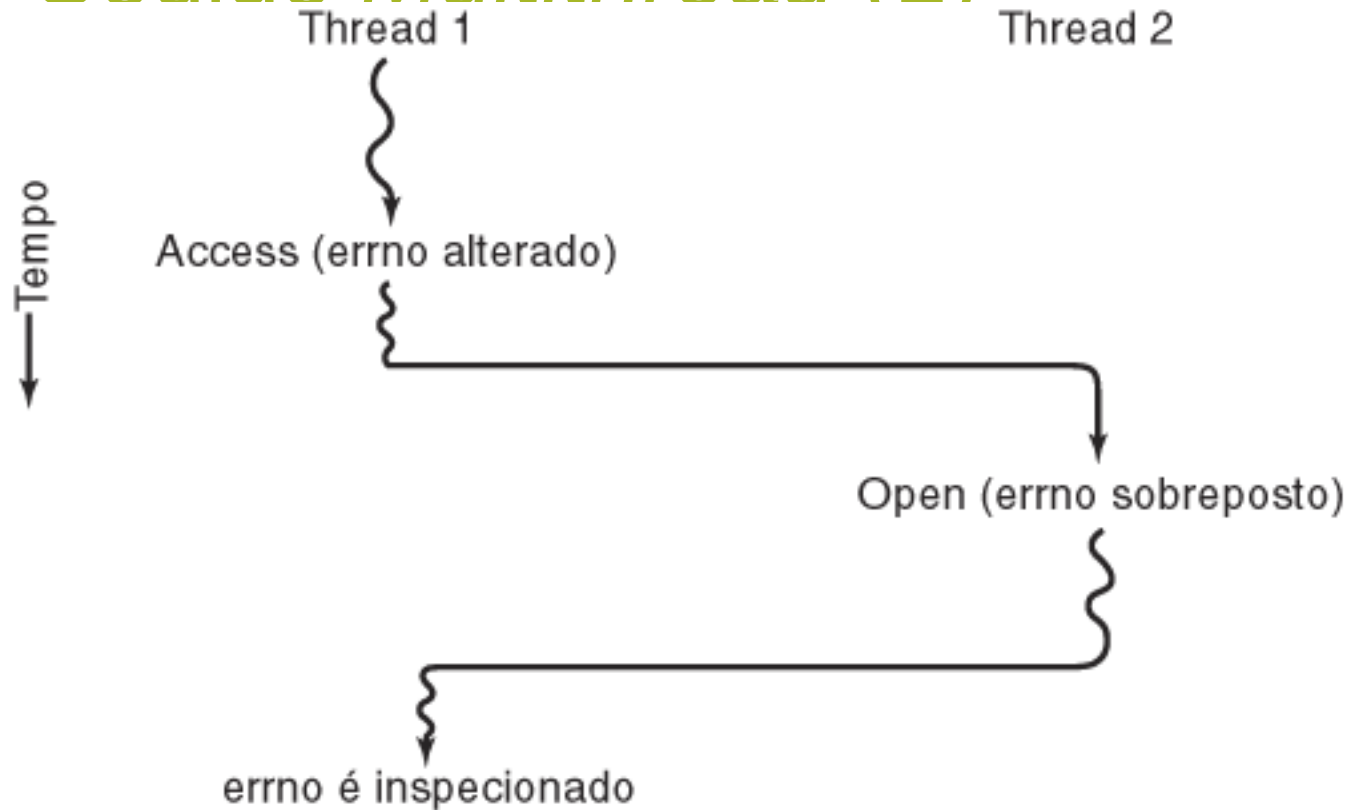 Thread 1
Thread 2
Access (errno alterado)
Tempo
Open (errno sobreposto)
errno é inspecionado